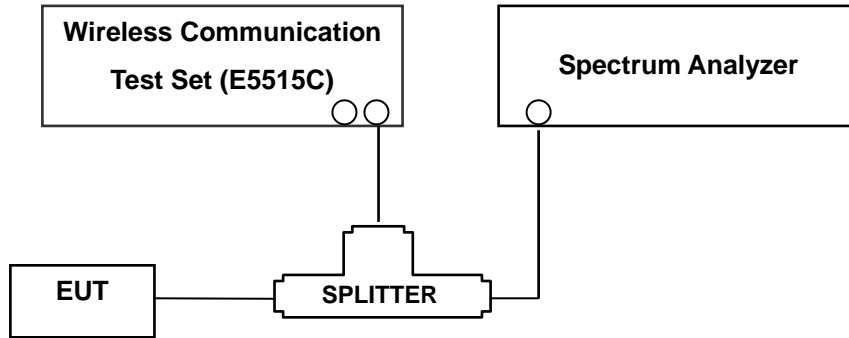 Wireless Communication
Test Set (E5515C)
Spectrum Analyzer
EUT
SPLITTER